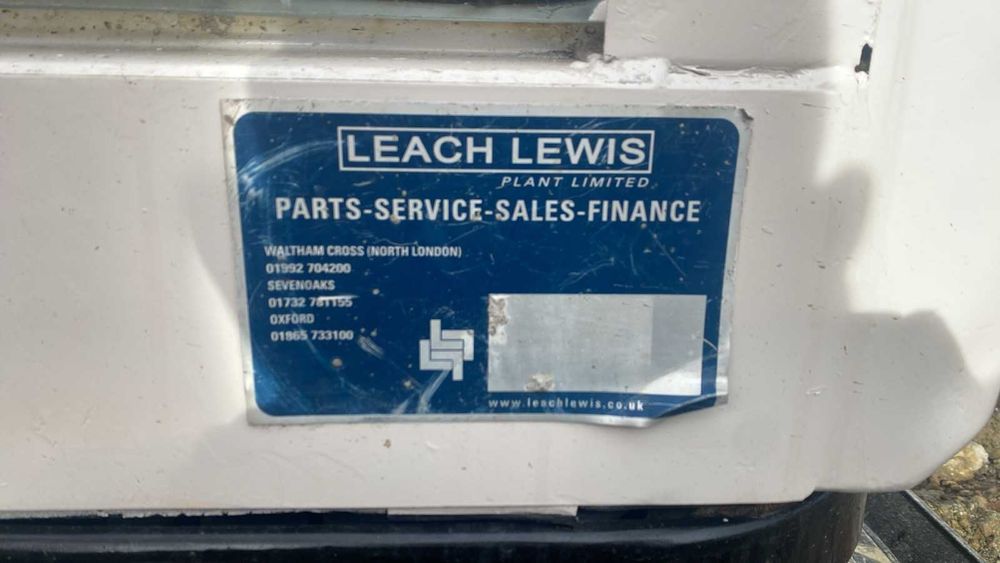 LEACH LEWIS
PLANT LIMITED
PARTS-SERVICE-SALES-FINANCE
WALTHAM CROSS (NORTH LONDON)
01992 704200
SEVENOAKS
01732 781155
OXFORD
01865 733100
www.leachlewis.co.uk